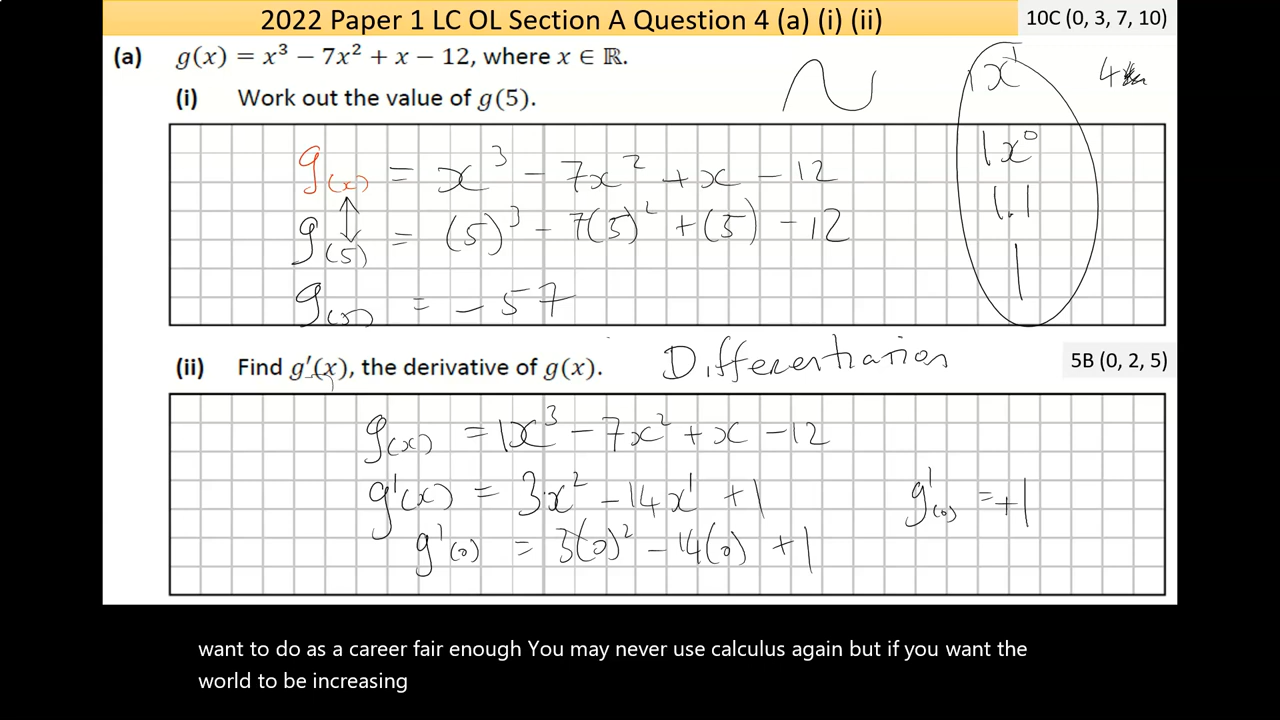 2022 Paper 1 LC OL Section A Question 4 (a) (i) (ii)
10C (0, 3, 7, 10)
(a) g(x) = x³ − 7x² + x − 12, where x ∈ ℝ.
(i) Work out the value of g(5).
1x¹
1x⁰
1.1
1
g(x) = x³ − 7x² + x − 12
g(5) = (5)³ − 7(5)² + (5) − 12
g(5) = −57
(ii) Find g′(x), the derivative of g(x).
Differentiation
5B (0, 2, 5)
g(x) = 1x³ − 7x² + x − 12
g'(x) = 3x² − 14x¹ + 1
g'(0) = +1
g'(0) = 3(0)² − 14(0) + 1
want to do as a career fair enough You may never use calculus again but if you want the
world to be increasing